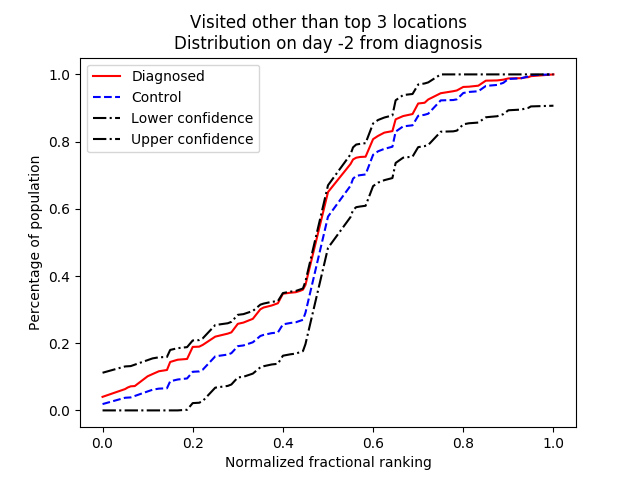 Visited other than top 3 locations
Distribution on day -2 from diagnosis
Diagnosed
Control
Lower confidence
Upper confidence
Percentage of population
1.0
0.8
0.6
0.4
0.2
0.0
0.0 0.2 0.4 0.6 0.8 1.0
Normalized fractional ranking